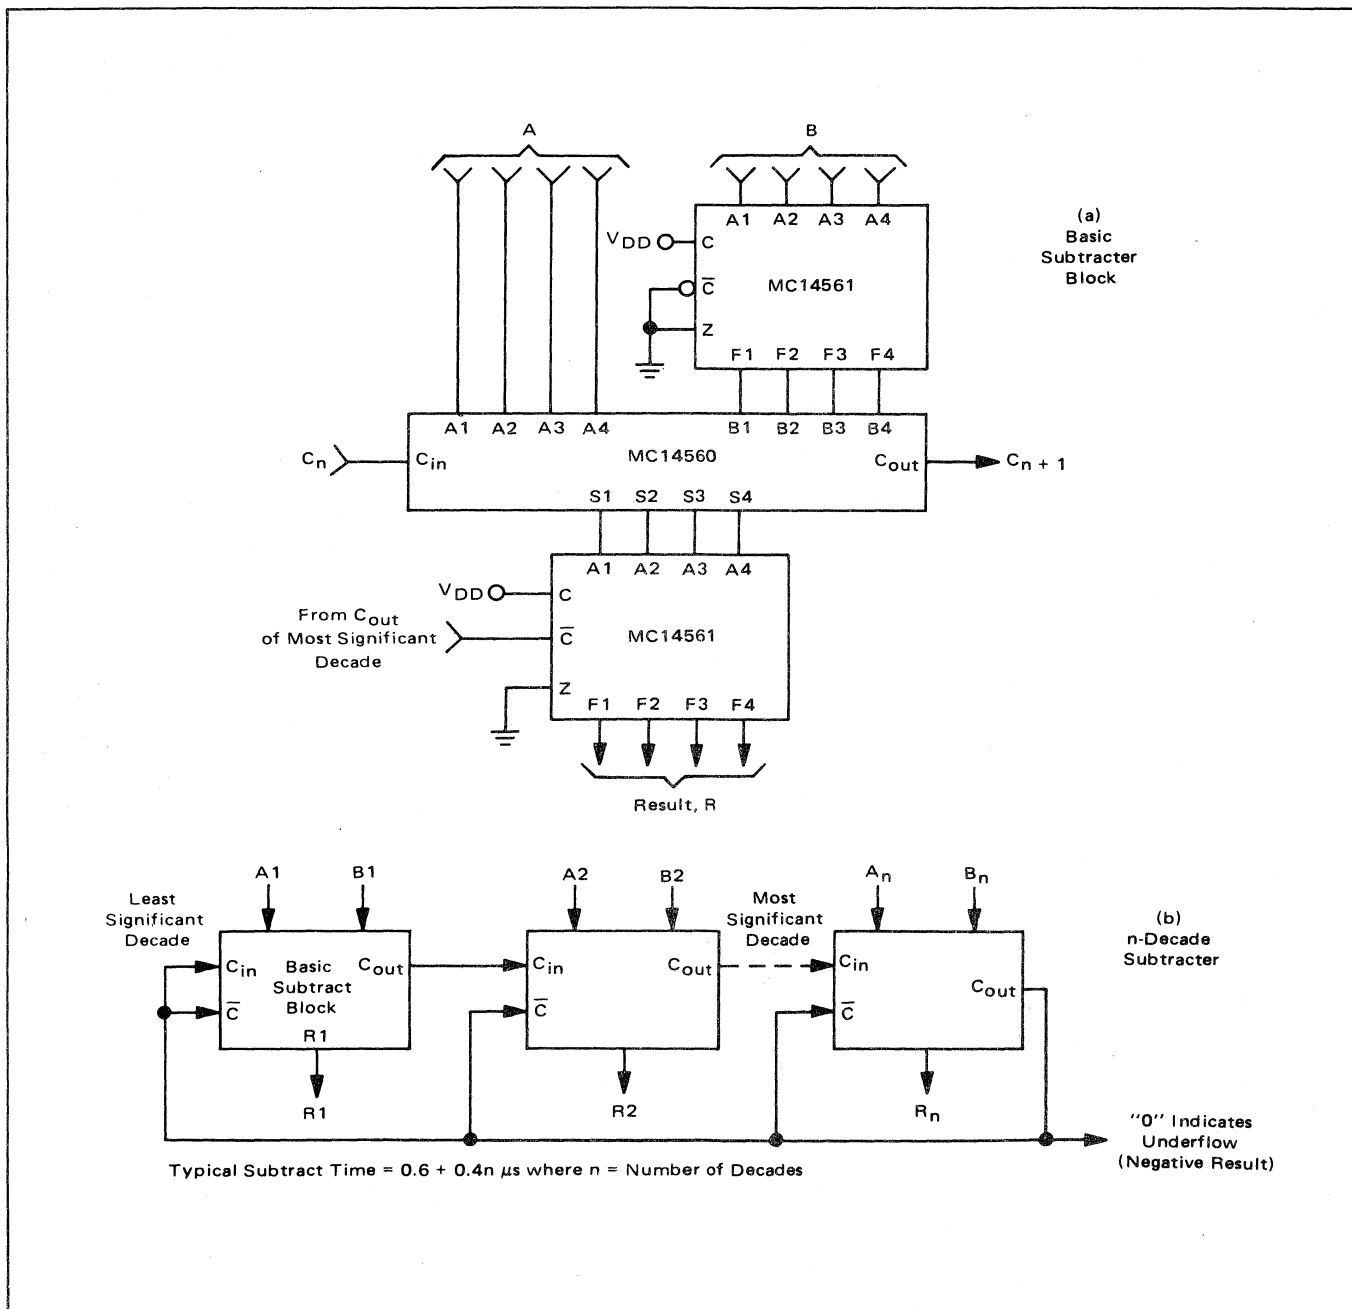 A
B
A1 A2 A3 A4
(a)
Basic
Subtracter
Block
VDD
C
C̅
MC14561
Z
F1 F2 F3 F4
A1 A2 A3 A4
B1 B2 B3 B4
Cn
Cin
MC14560
Cout
Cn + 1
S1 S2 S3 S4
A1 A2 A3 A4
VDD
C
From Cout
of Most Significant
Decade
C̅
MC14561
Z
F1 F2 F3 F4
Result, R
A1
B1
A2
B2
An
Bn
Least
Significant
Decade
Most
Significant
Decade
(b)
n-Decade
Subtracter
Cin
Basic
Subtract
Block
Cout
C̅
R1
Cin
Cout
C̅
Cin
Cout
C̅
R1
R2
Rn
"0" Indicates
Underflow
(Negative Result)
Typical Subtract Time = 0.6 + 0.4n μs where n = Number of Decades